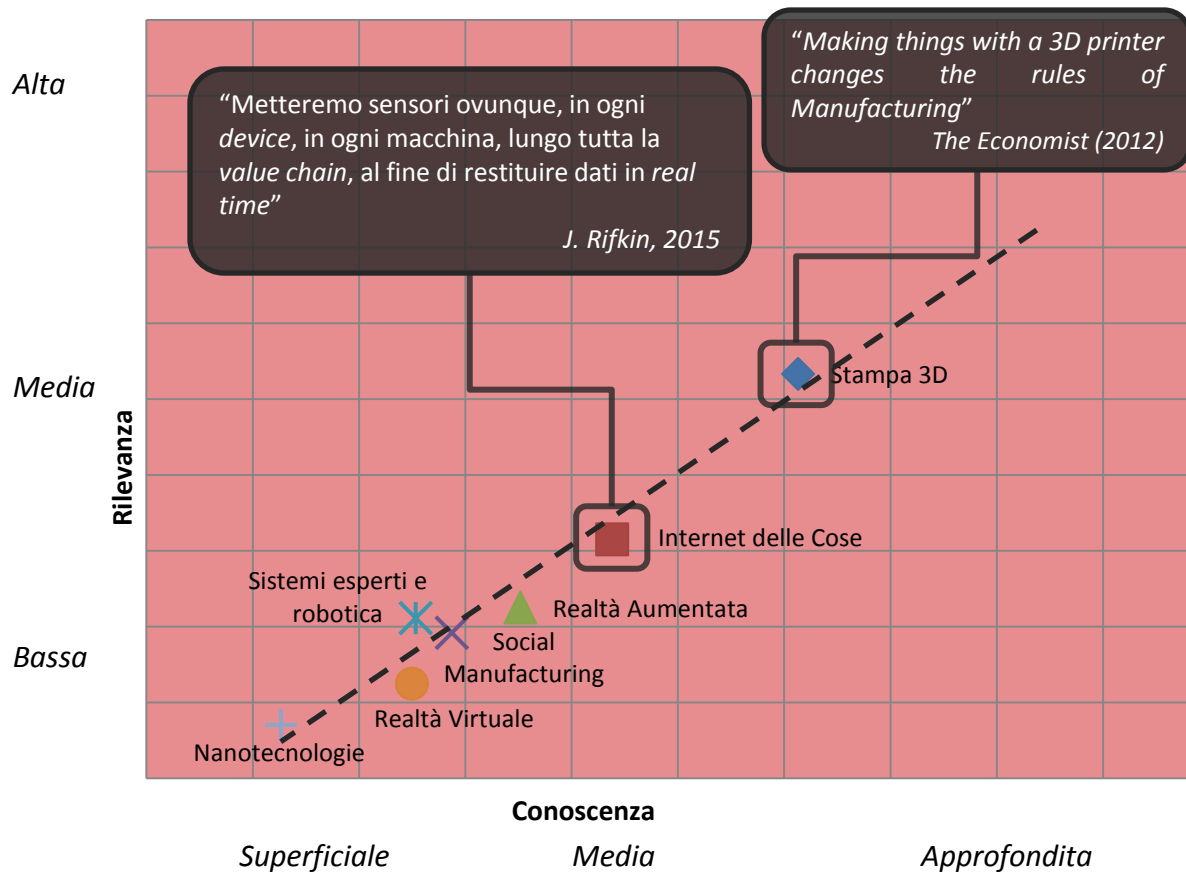 Alta
“Making things with a 3D printer
changes the rules of
Manufacturing”
The Economist (2012)
“Metteremo sensori ovunque, in ogni
device, in ogni macchina, lungo tutta la
value chain, al fine di restituire dati in real
time”
J. Rifkin, 2015
Media
Stampa 3D
Rilevanza
Internet delle Cose
Sistemi esperti e
robotica
Realtà Aumentata
Social
Manufacturing
Bassa
Realtà Virtuale
Nanotecnologie
Conoscenza
Superficiale
Media
Approfondita